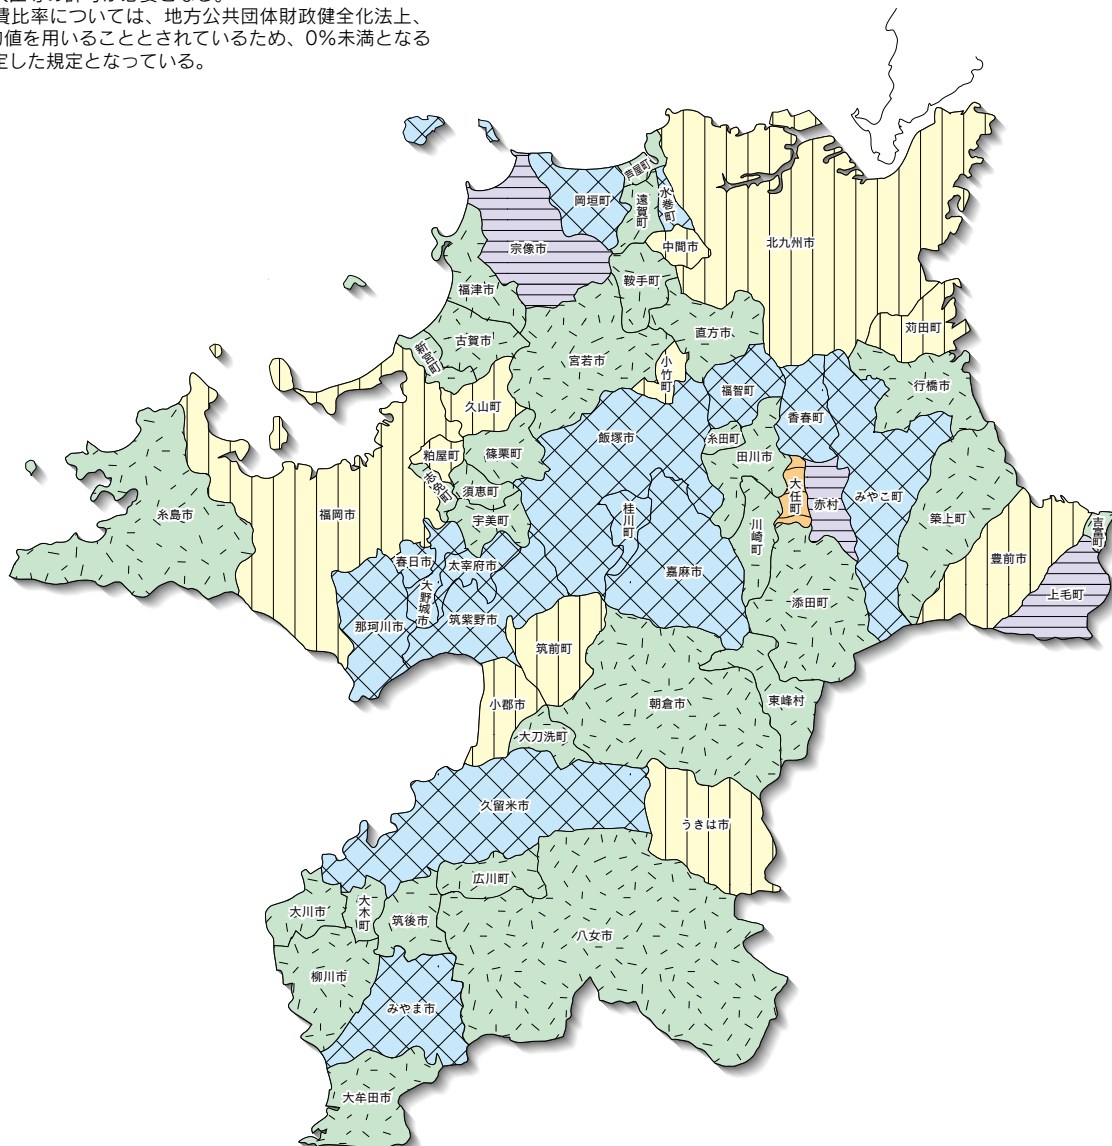 費比率については、地方公共団体財政健全化法上、
値を用いることとされているため、0%未満となる
定した規定となっている。
芦屋町
岡垣町
水巻町
遠賀町
北九州市
中間市
宗像市
鞍手町
福津市
苅田町
直方市
古賀市
新宮町
宮若市
小竹町
行橋市
福智町
久山町
香春町
飯塚市
糸田町
粕屋町
篠栗町
田川市
志免町
須恵町
大任町
みやこ町
赤村
糸島市
福岡市
宇美町
桂川町
築上町
吉富町
川崎町
春日市
太宰府市
豊前市
嘉麻市
大野城市
上毛町
添田町
那珂川市
筑紫野市
筑前町
小郡市
朝倉市
東峰村
大刀洗町
久留米市
うきは市
広川町
大川市
大木町
筑後市
八女市
柳川市
みやま市
大牟田市